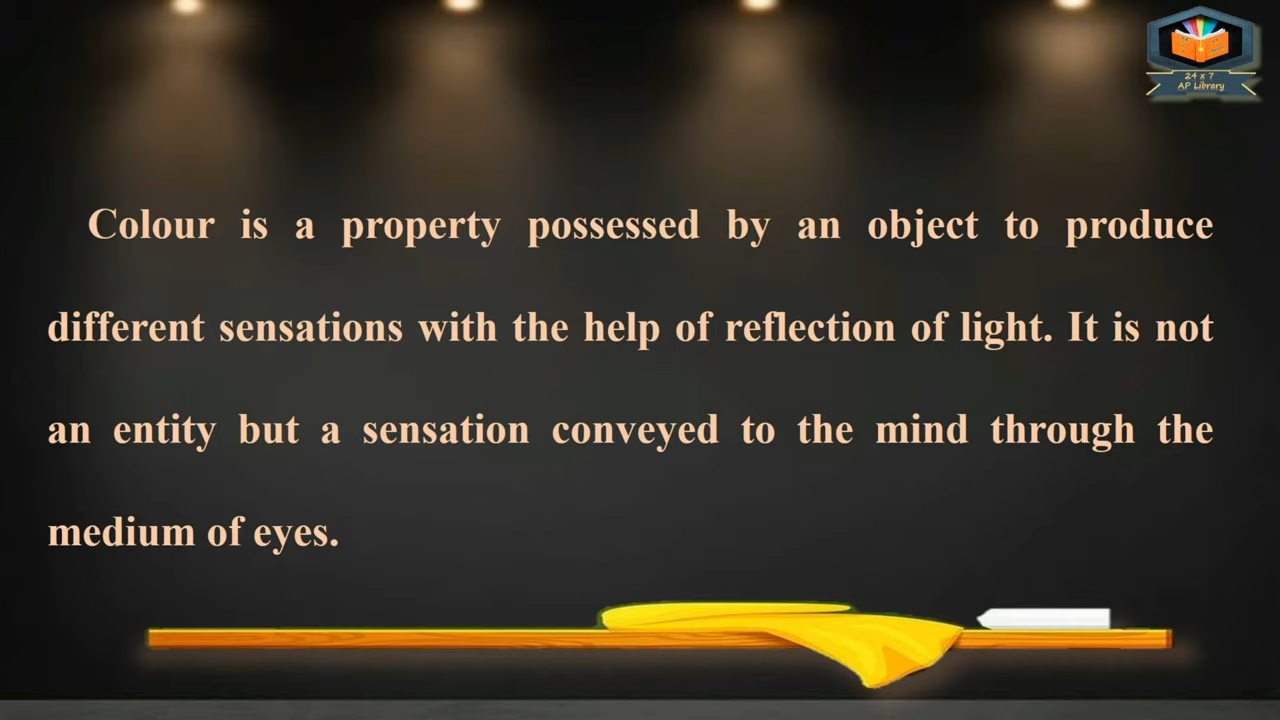 24 x 7
AP Library
Colour is a property possessed by an object to produce
different sensations with the help of reflection of light. It is not
an entity but a sensation conveyed to the mind through the
medium of eyes.